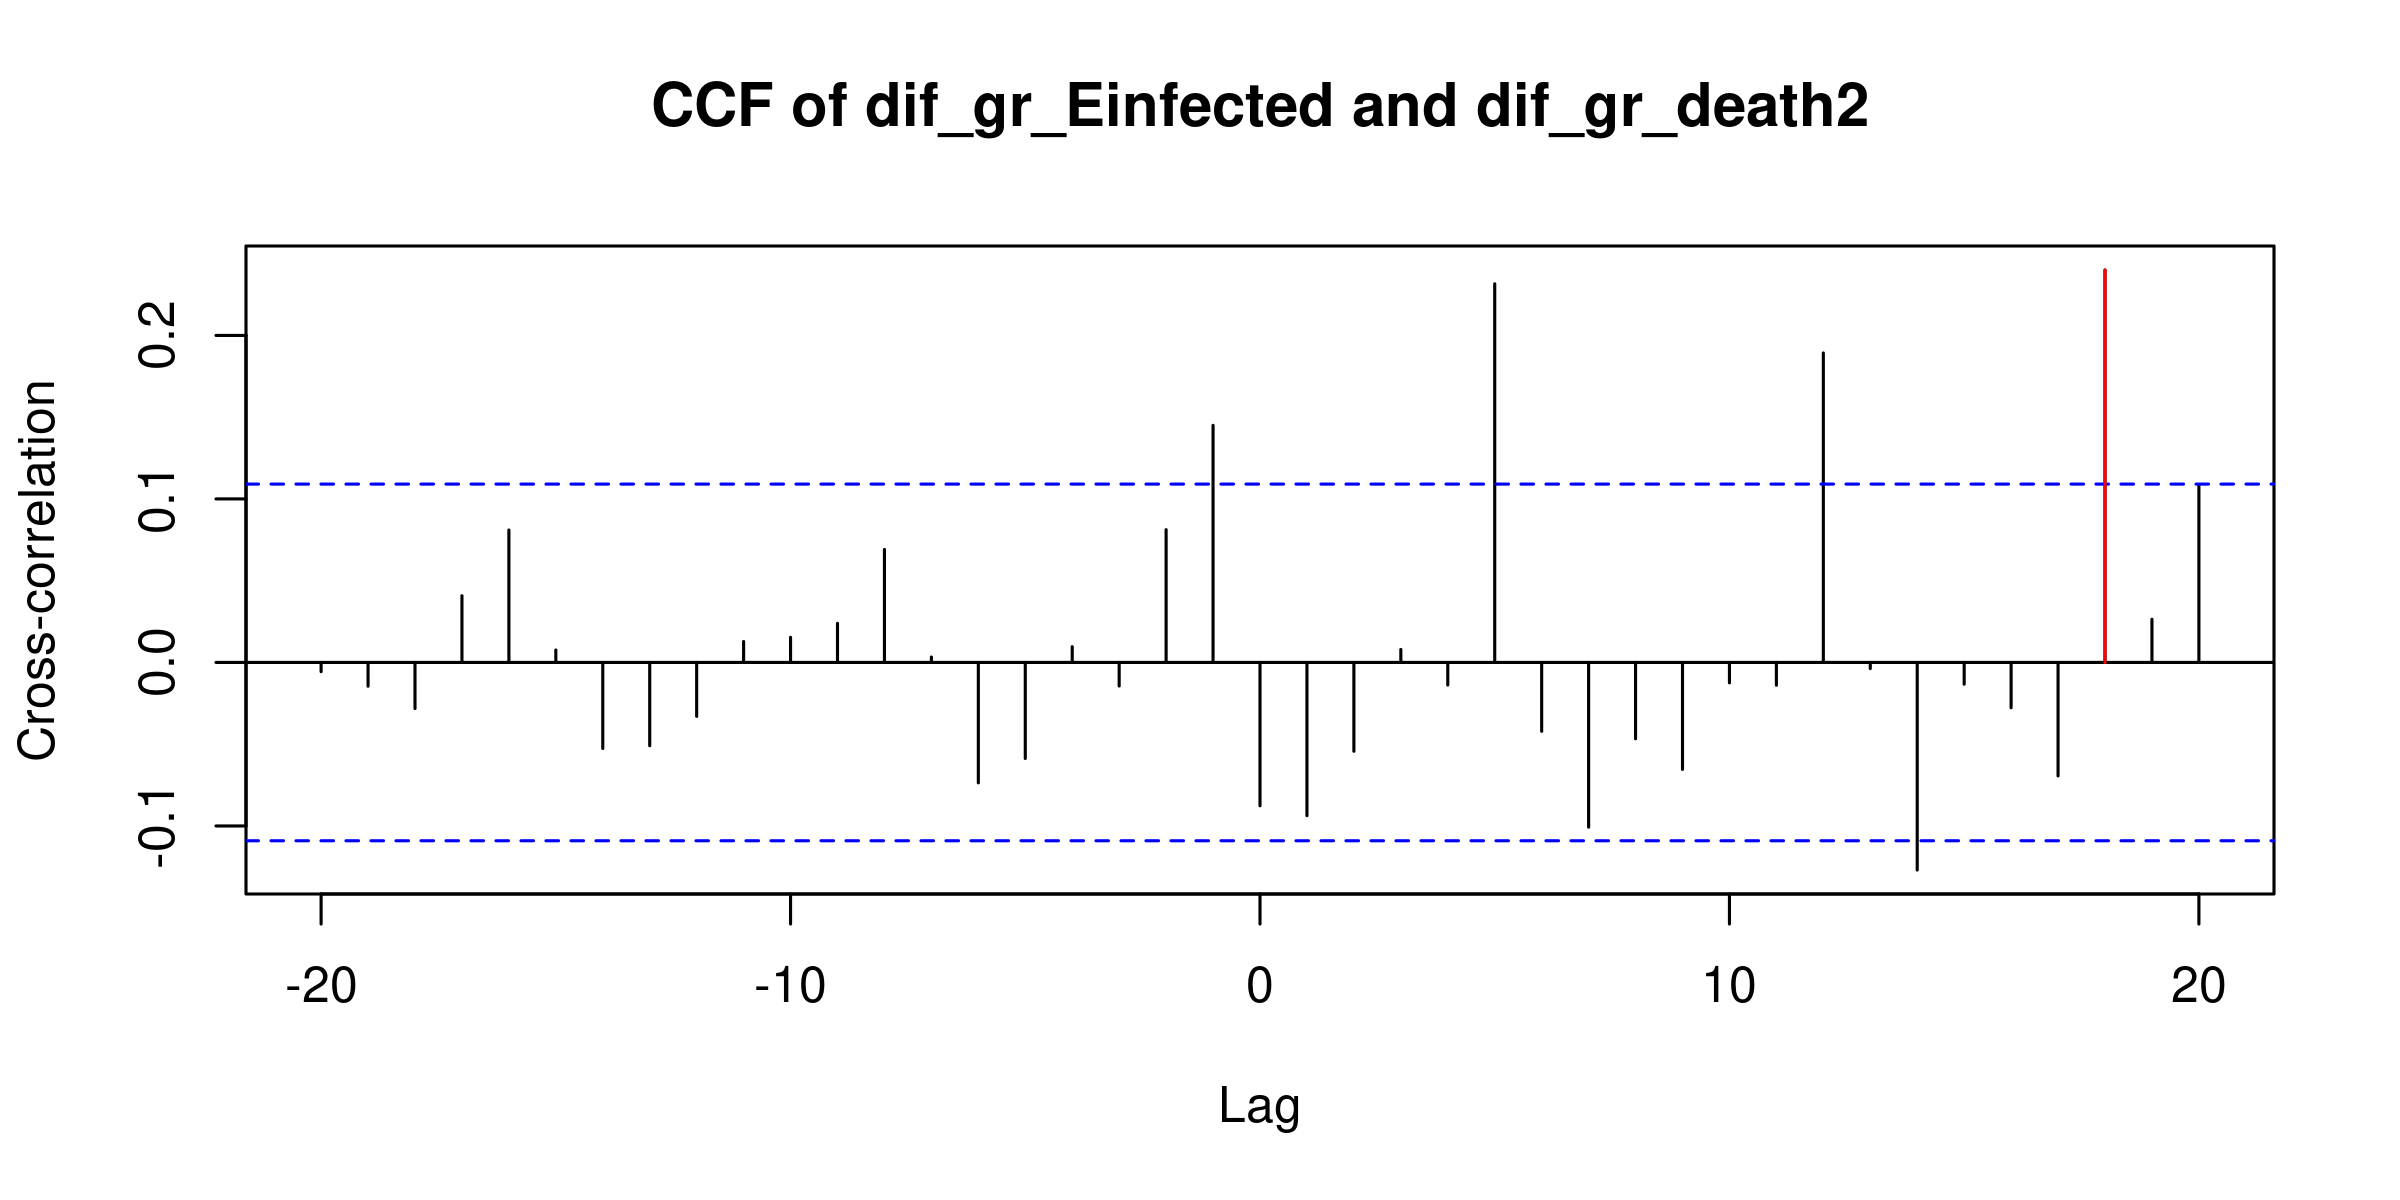 CCF of dif_gr_Einfected and dif_gr_death2
Cross-correlation
0.2
0.1
0.0
-0.1
-20 -10 0 10 20
Lag